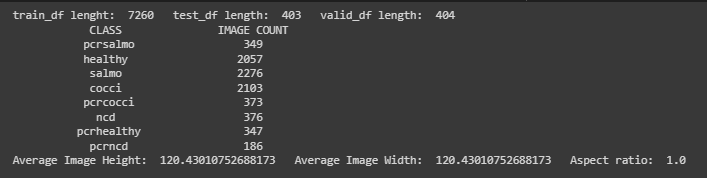 train_df lenght:  7260   test_df length:  403   valid_df length:  404
CLASS   IMAGE COUNT
pcrsalmo   349
healthy   2057
salmo   2276
cocci   2103
pcrcocci   373
ncd   376
pcrhealthy   347
pcrncd   186
Average Image Height:  120.43010752688173   Average Image Width:  120.43010752688173   Aspect ratio:  1.0